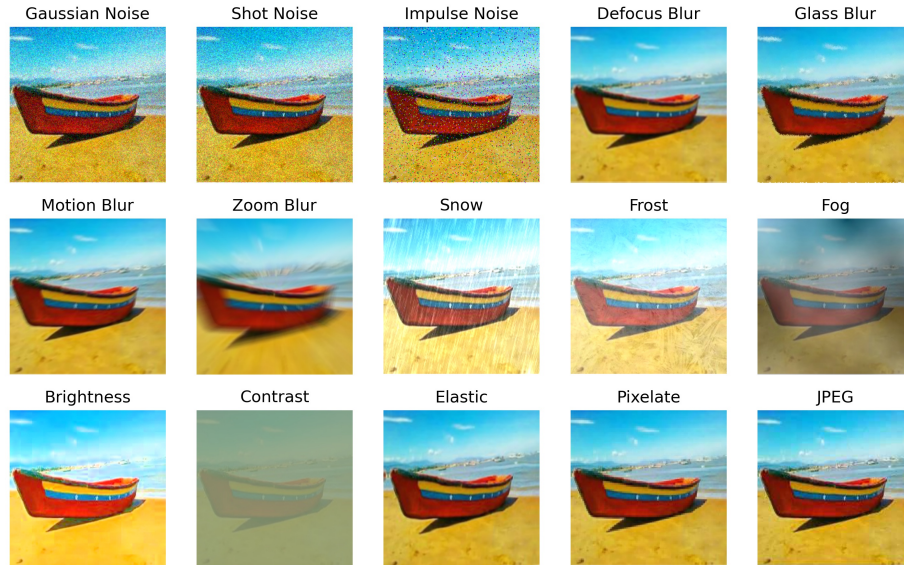 Gaussian Noise
Shot Noise
Impulse Noise
Defocus Blur
Glass Blur
Motion Blur
Zoom Blur
Snow
Frost
Fog
Brightness
Contrast
Elastic
Pixelate
JPEG